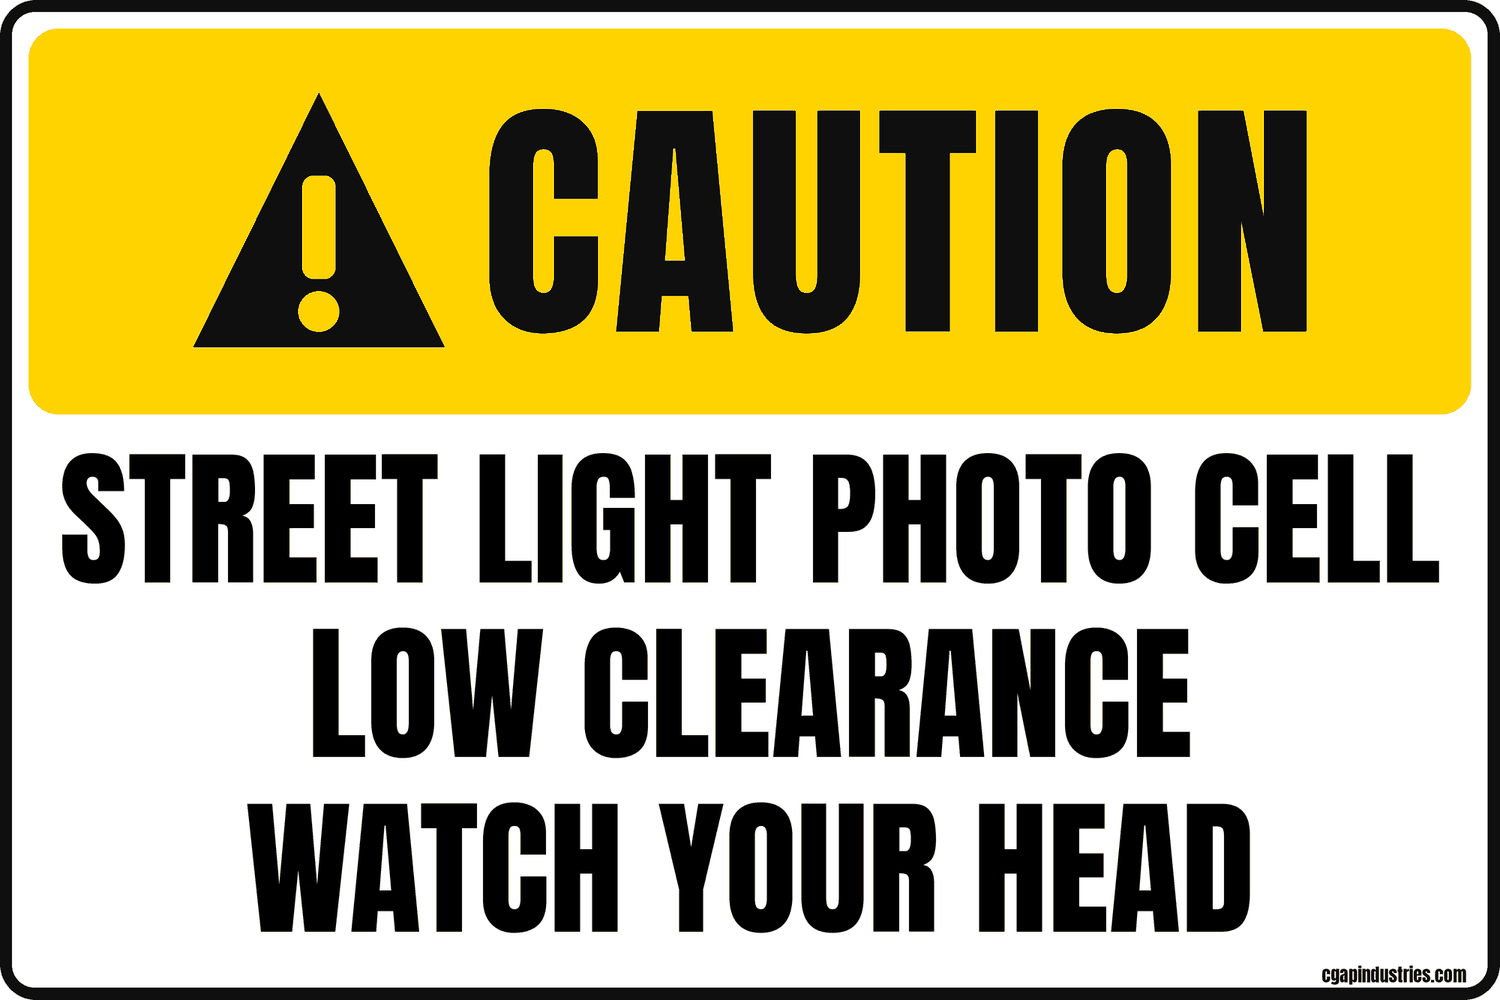 CAUTION
STREET LIGHT PHOTO CELL
LOW CLEARANCE
WATCH YOUR HEAD
cgapindustries.com